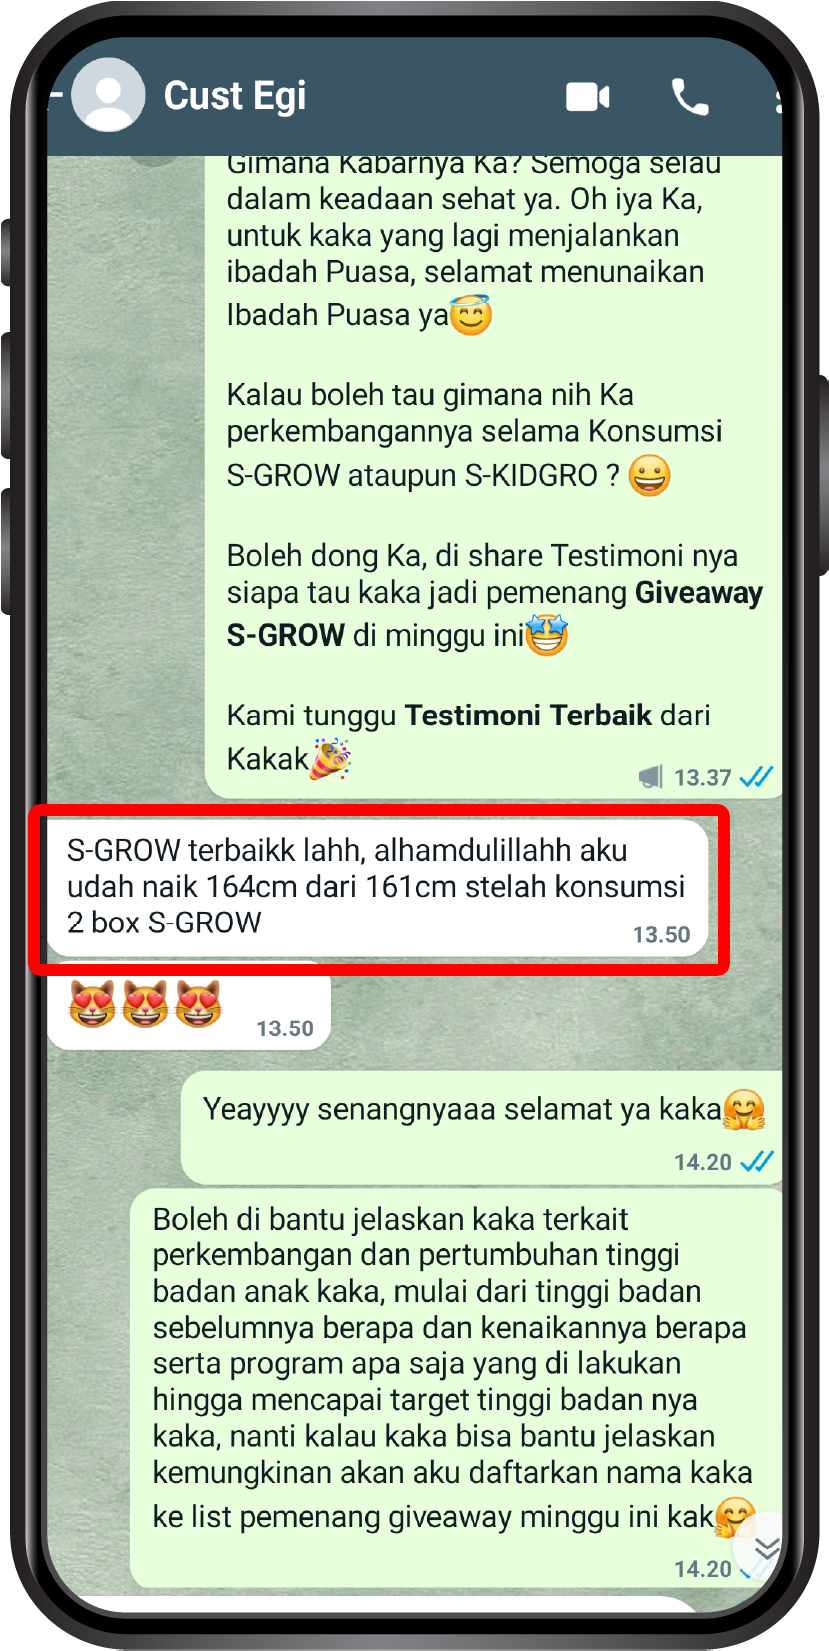 Cust Egi
Gimana Kabarnya Ka? Semoga selau
dalam keadaan sehat ya. Oh iya Ka,
untuk kaka yang lagi menjalankan
ibadah Puasa, selamat menunaikan
Ibadah Puasa ya😇
Kalau boleh tau gimana nih Ka
perkembangannya selama Konsumsi
S-GROW ataupun S-KIDGRO ? 😀
Boleh dong Ka, di share Testimoni nya
siapa tau kaka jadi pemenang Giveaway
S-GROW di minggu ini🤩
Kami tunggu Testimoni Terbaik dari
Kakak🎉
13.37
S-GROW terbaikk lahh, alhamdulillahh aku
udah naik 164cm dari 161cm stelah konsumsi
2 box S-GROW
13.50
😻😻😻
13.50
Yeayyyy senangnyaaa selamat ya kaka🤗
14.20
Boleh di bantu jelaskan kaka terkait
perkembangan dan pertumbuhan tinggi
badan anak kaka, mulai dari tinggi badan
sebelumnya berapa dan kenaikannya berapa
serta program apa saja yang di lakukan
hingga mencapai target tinggi badan nya
kaka, nanti kalau kaka bisa bantu jelaskan
kemungkinan akan aku daftarkan nama kaka
ke list pemenang giveaway minggu ini kak🤗
14.20